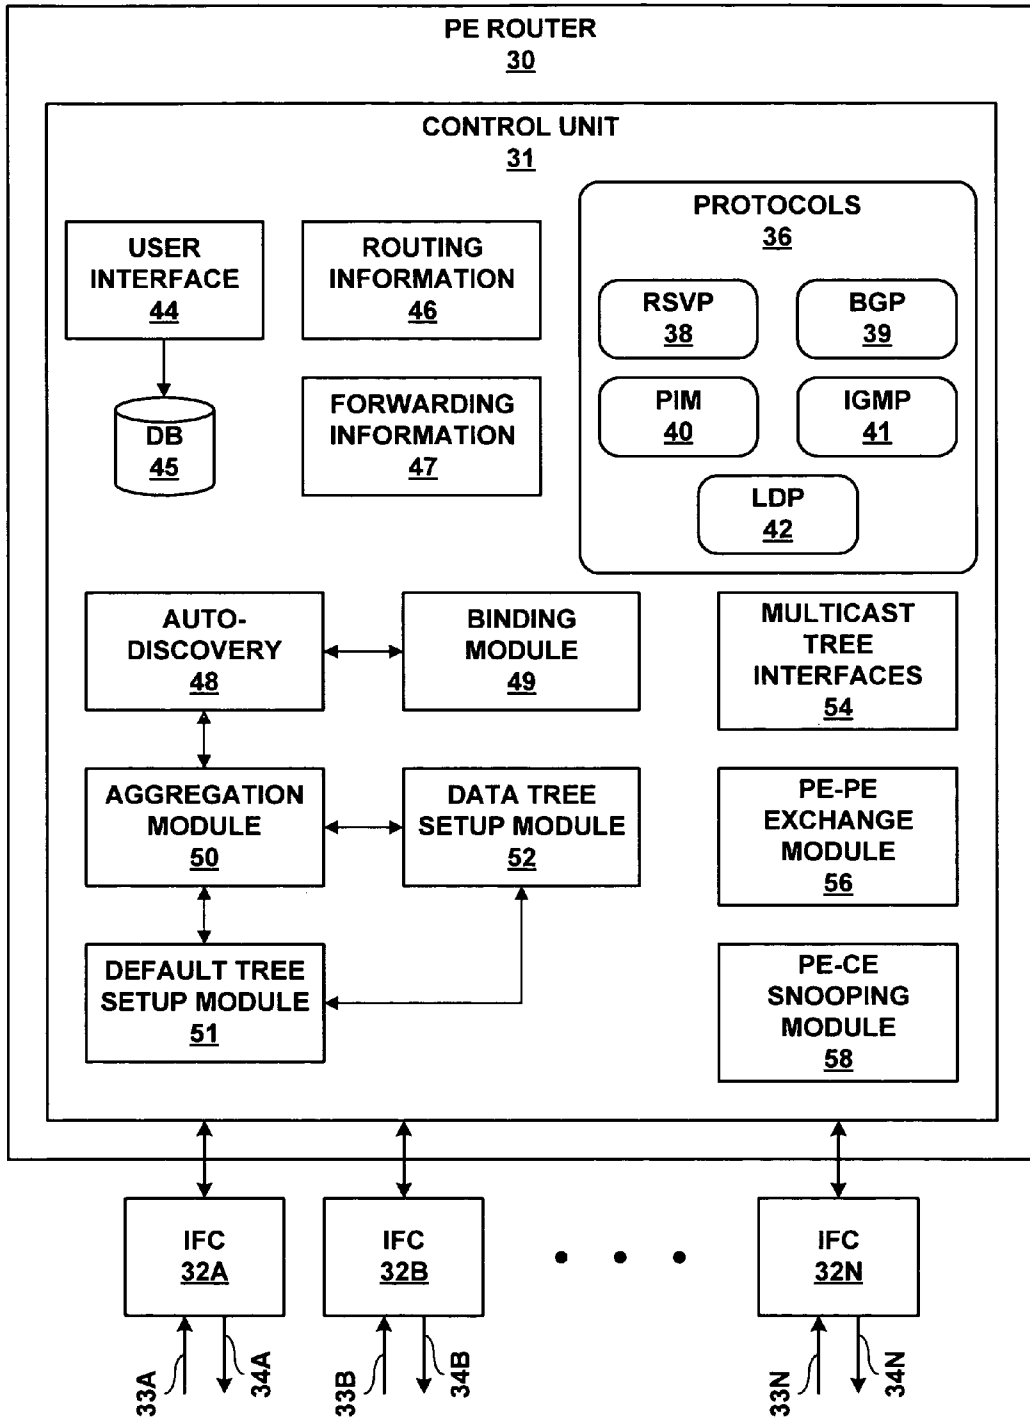 PE ROUTER
30
CONTROL UNIT
31
USER
INTERFACE
44
ROUTING
INFORMATION
46
PROTOCOLS
36
RSVP
38
BGP
39
DB
45
FORWARDING
INFORMATION
47
PIM
40
IGMP
41
LDP
42
AUTO-
DISCOVERY
48
BINDING
MODULE
49
MULTICAST
TREE
INTERFACES
54
AGGREGATION
MODULE
50
DATA TREE
SETUP MODULE
52
PE-PE
EXCHANGE
MODULE
56
DEFAULT TREE
SETUP MODULE
51
PE-CE
SNOOPING
MODULE
58
IFC
32A
IFC
32B
• • •
IFC
32N
33A
34A
33B
34B
33N
34N